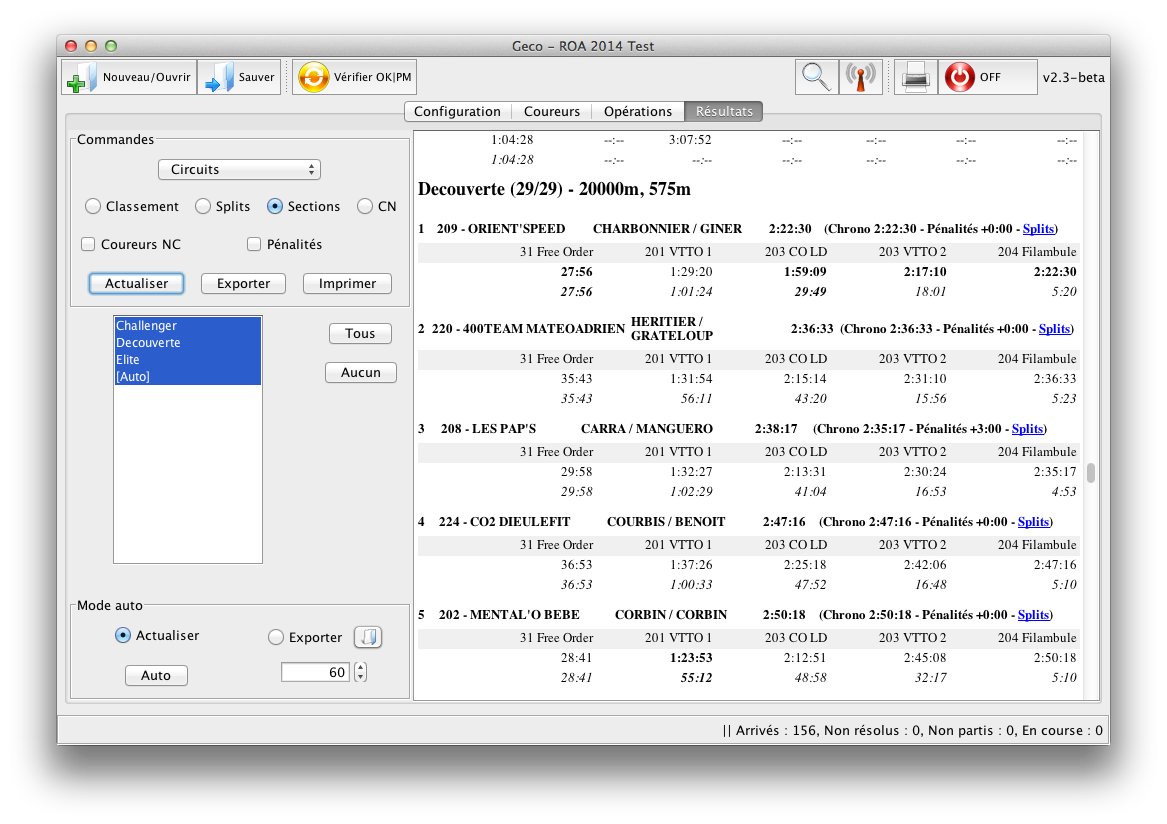 Geco – ROA 2014 Test
Nouveau/Ouvrir Sauver Vérifier OK|PM OFF v2.3-beta
Configuration Coureurs Opérations Résultats
Commandes
Circuits
Classement Splits Sections CN
Coureurs NC Pénalités
Actualiser Exporter Imprimer
Challenger
Decouverte
Elite
[Auto]
Tous
Aucun
Mode auto
Actualiser Exporter
Auto 60
1:04:28 --:-- 3:07:52 --:-- --:-- --:-- --:--
1:04:28 --:-- --:-- --:-- --:-- --:-- --:--
Decouverte (29/29) - 20000m, 575m
1 209 - ORIENT'SPEED CHARBONNIER / GINER 2:22:30 (Chrono 2:22:30 - Pénalités +0:00 - Splits)
31 Free Order 201 VTTO 1 203 CO LD 203 VTTO 2 204 Filambule
27:56 1:29:20 1:59:09 2:17:10 2:22:30
27:56 1:01:24 29:49 18:01 5:20
2 220 - 400TEAM MATEOADRIEN HERITIER / GRATELOUP 2:36:33 (Chrono 2:36:33 - Pénalités +0:00 - Splits)
31 Free Order 201 VTTO 1 203 CO LD 203 VTTO 2 204 Filambule
35:43 1:31:54 2:15:14 2:31:10 2:36:33
35:43 56:11 43:20 15:56 5:23
3 208 - LES PAP'S CARRA / MANGUERO 2:38:17 (Chrono 2:35:17 - Pénalités +3:00 - Splits)
31 Free Order 201 VTTO 1 203 CO LD 203 VTTO 2 204 Filambule
29:58 1:32:27 2:13:31 2:30:24 2:35:17
29:58 1:02:29 41:04 16:53 4:53
4 224 - CO2 DIEULEFIT COURBIS / BENOIT 2:47:16 (Chrono 2:47:16 - Pénalités +0:00 - Splits)
31 Free Order 201 VTTO 1 203 CO LD 203 VTTO 2 204 Filambule
36:53 1:37:26 2:25:18 2:42:06 2:47:16
36:53 1:00:33 47:52 16:48 5:10
5 202 - MENTAL'O BEBE CORBIN / CORBIN 2:50:18 (Chrono 2:50:18 - Pénalités +0:00 - Splits)
31 Free Order 201 VTTO 1 203 CO LD 203 VTTO 2 204 Filambule
28:41 1:23:53 2:12:51 2:45:08 2:50:18
28:41 55:12 48:58 32:17 5:10
|| Arrivés : 156, Non résolus : 0, Non partis : 0, En course : 0